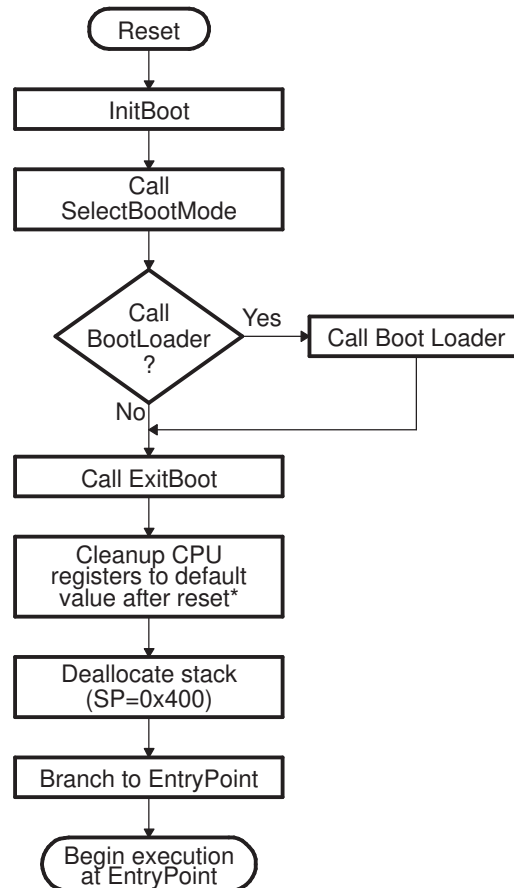 Reset
InitBoot
Call
SelectBootMode
Call
BootLoader
?
Yes
Call Boot Loader
No
Call ExitBoot
Cleanup CPU
registers to default
value after reset*
Deallocate stack
(SP=0x400)
Branch to EntryPoint
Begin execution
at EntryPoint